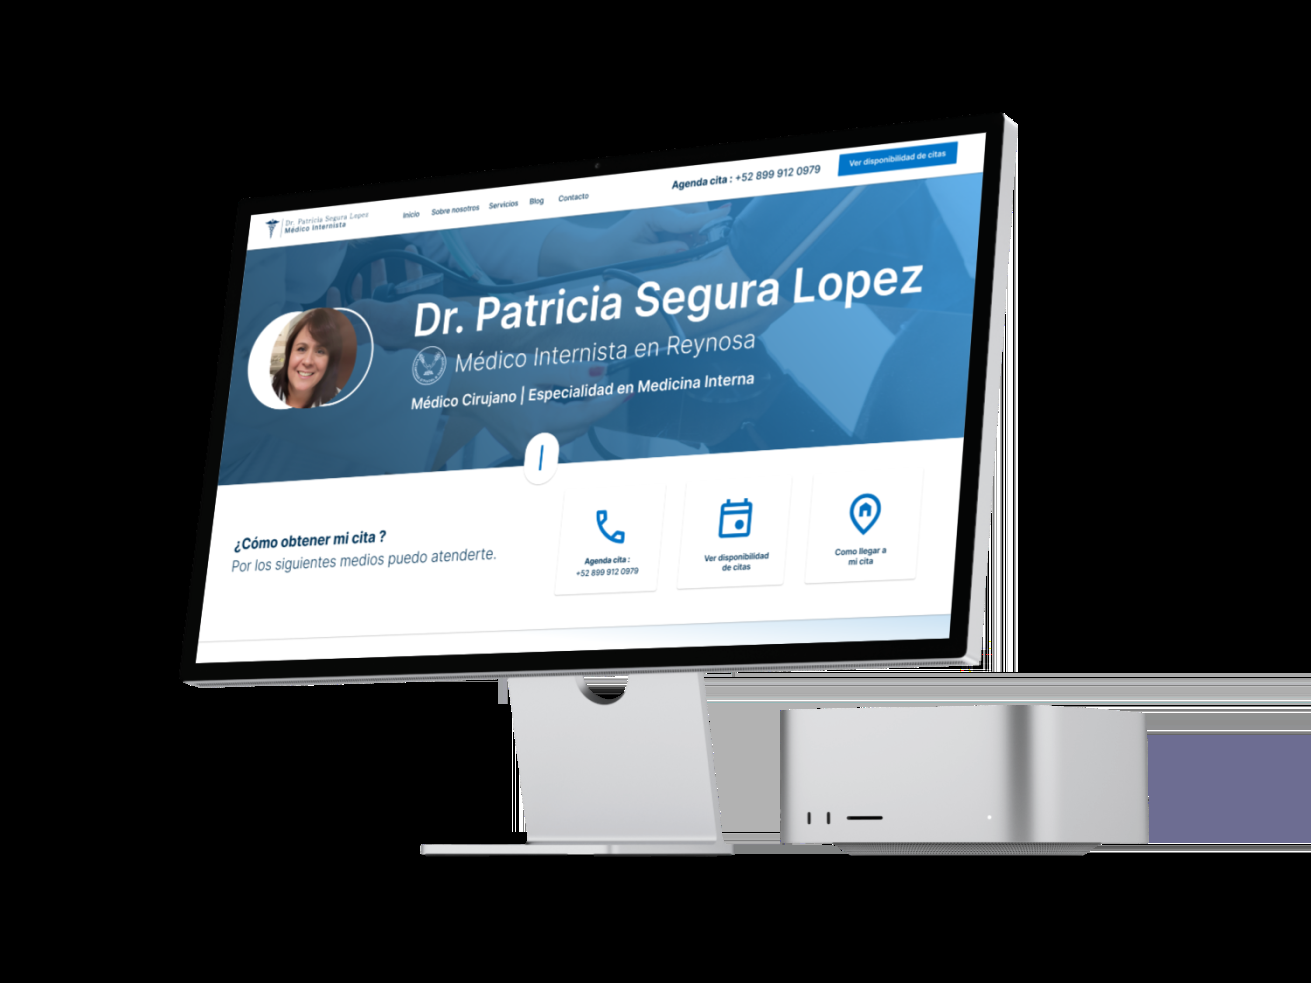 Dr. Patricia Segura Lopez
Médico Internista
Inicio
Sobre nosotros
Servicios
Blog
Contacto
Agenda cita : +52 899 912 0979
Ver disponibilidad de citas
Dr. Patricia Segura Lopez
Médico Internista en Reynosa
Médico Cirujano | Especialidad en Medicina Interna
¿Cómo obtener mi cita ?
Por los siguientes medios puedo atenderte.
Agenda cita :
+52 899 912 0979
Ver disponibilidad
de citas
Como llegar a
mi cita